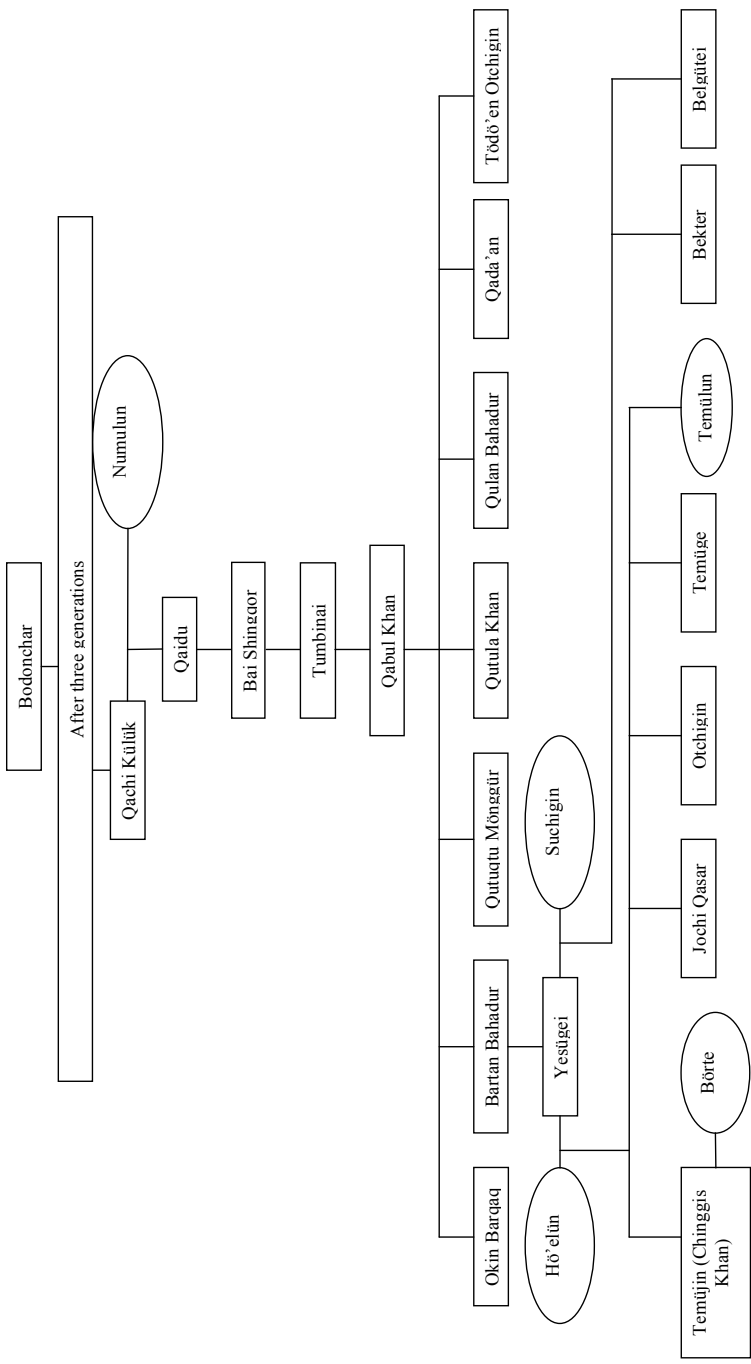 Bodonchar
After three generations
Qachi Külük
Numulun
Qaidu
Bai Shingqor
Tumbinai
Qabul Khan
Okin Barqaq
Bartan Bahadur
Qutuqtu Mönggür
Qutula Khan
Qulan Bahadur
Qada’an
Tödö’en Otchigin
Hö’elün
Yesügei
Suchigin
Temüjin (Chinggis
Khan)
Börte
Jochi Qasar
Otchigin
Temüge
Temülun
Bekter
Belgütei